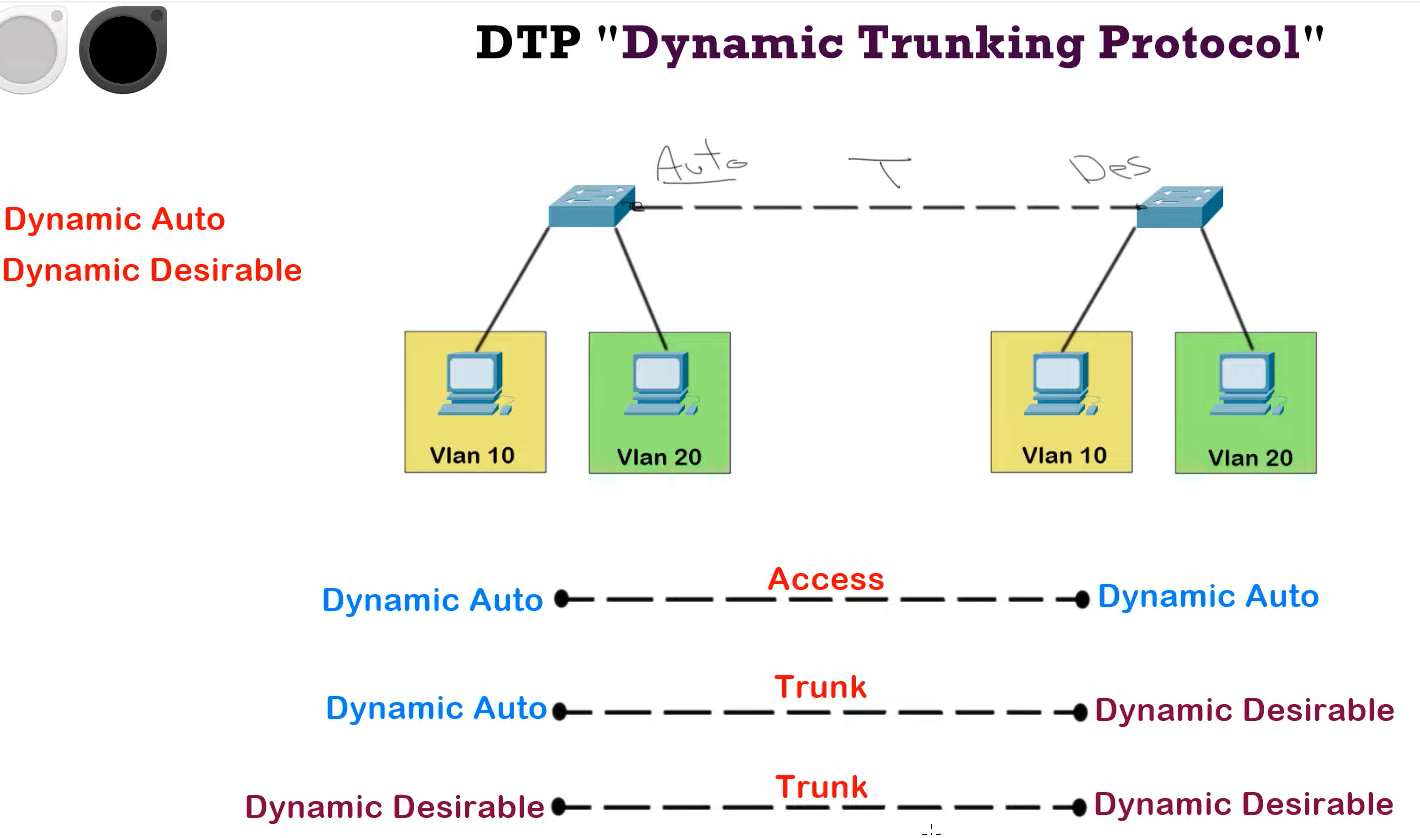 DTP "Dynamic Trunking Protocol"
Auto T Des
Dynamic Auto
Dynamic Desirable
Vlan 10 Vlan 20 Vlan 10 Vlan 20
Access
Dynamic Auto Dynamic Auto
Trunk
Dynamic Auto Dynamic Desirable
Trunk
Dynamic Desirable Dynamic Desirable